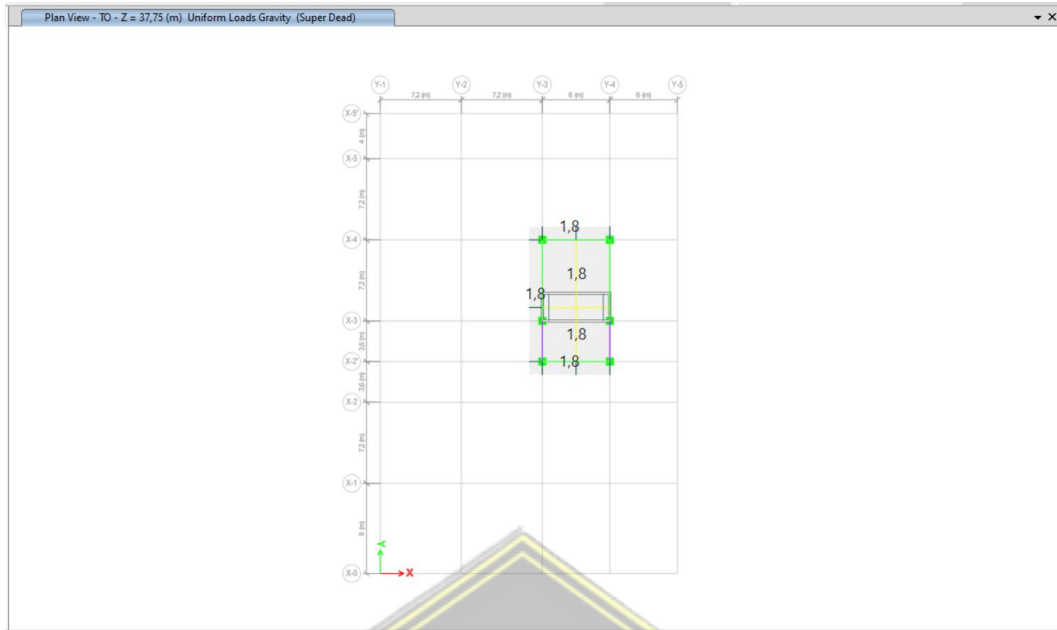 Plan View - TO - Z = 37,75 (m) Uniform Loads Gravity (Super Dead)
Y-1 Y-2 Y-3 Y-4 Y-5
7,2 (m) 7,2 (m) 6 (m) 6 (m)
X-5'
4 (m)
X-5
7,2 (m)
1,8
X-4
1,8
7,2 (m)
1,8
X-3
1,8
3,6 (m)
X-2'
1,8
3,6 (m)
X-2
7,2 (m)
X-1
8 (m)
Y
X-0
X